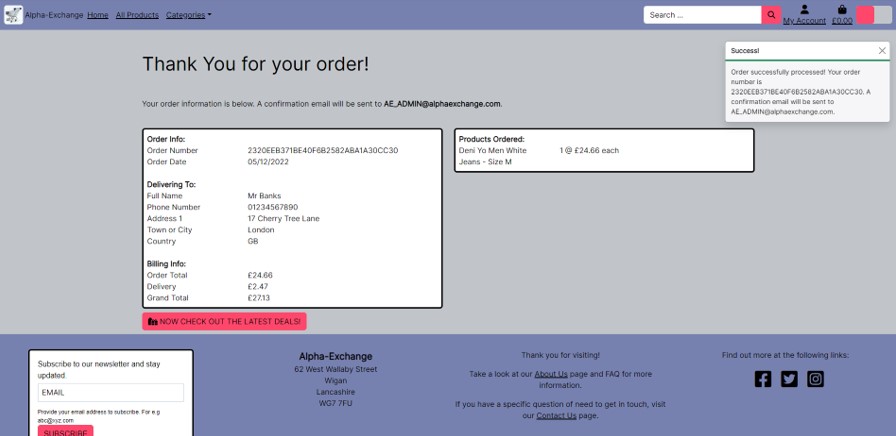 Alpha-Exchange Home All Products Categories
Search ...
My Account £0.00
Success!
Order successfully processed! Your order
number is
2320EEB371BE40F6B2582ABA1A30CC30. A
confirmation email will be sent to
AE_ADMIN@alphaexchange.com.
Thank You for your order!
Your order information is below. A confirmation email will be sent to AE_ADMIN@alphaexchange.com.
Order Info:
Order Number 2320EEB371BE40F6B2582ABA1A30CC30
Order Date 05/12/2022
Delivering To:
Full Name Mr Banks
Phone Number 01234567890
Address 1 17 Cherry Tree Lane
Town or City London
Country GB
Billing Info:
Order Total £24.66
Delivery £2.47
Grand Total £27.13
Products Ordered:
Deni Yo Men White 1 @ £24.66 each
Jeans - Size M
NOW CHECK OUT THE LATEST DEALS!
Subscribe to our newsletter and stay
updated.
EMAIL
Provide your email address to subscribe. For e.g
abc@xyz.com
SUBSCRIBE
Alpha-Exchange
62 West Wallaby Street
Wigan
Lancashire
WG7 7FU
Thank you for visiting!
Take a look at our About Us page and FAQ for more
information.
If you have a specific question of need to get in touch, visit
our Contact Us page.
Find out more at the following links: